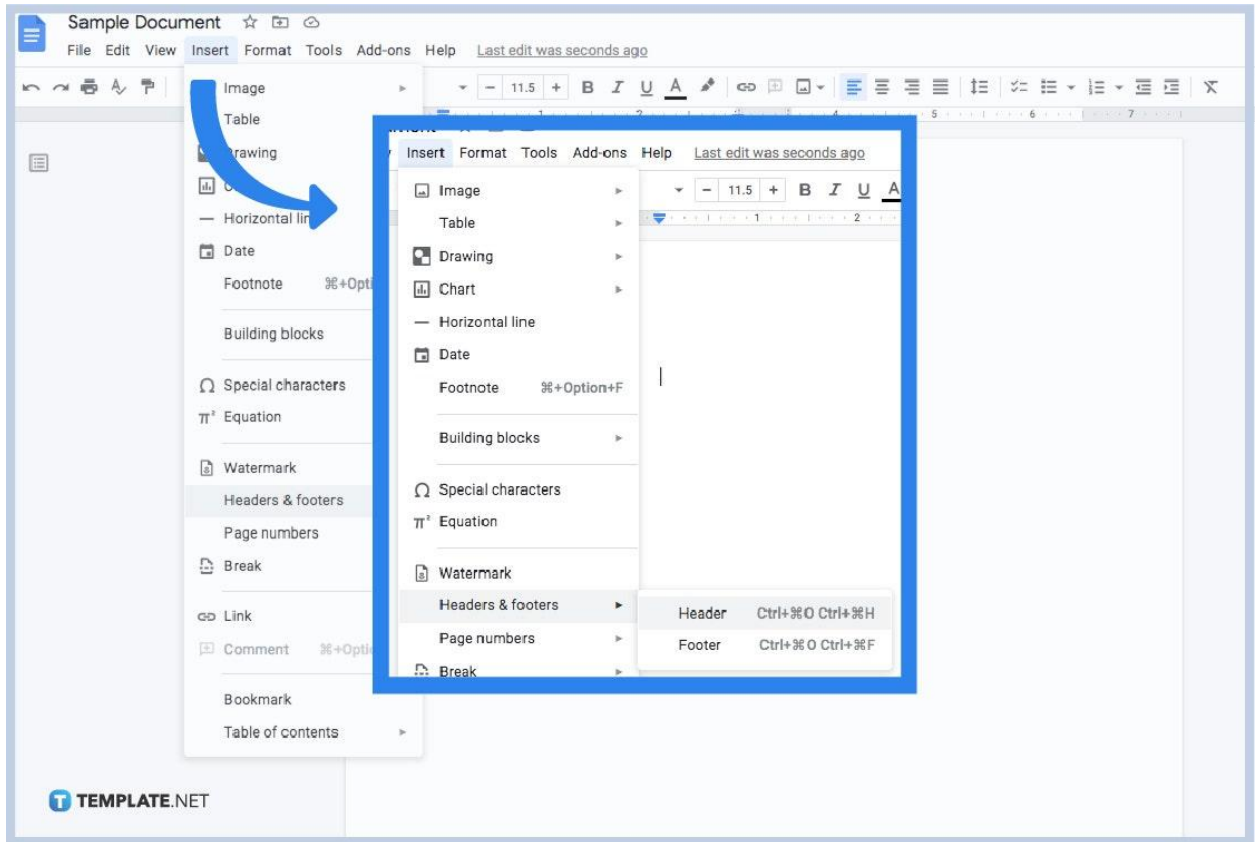 Sample Document
File Edit View Insert Format Tools Add-ons Help Last edit was seconds ago
11.5 B I U A
Image
Table
Horizontal
Date
Footnote
Building blocks
Special characters
Equation
Watermark
Headers & footers
Page numbers
Break
Link
Comment
Bookmark
Table of contents
1 2 4 5 6 7
Insert Format Tools Add-ons Help Last edit was seconds ago
11.5 B I U A
1 2
Image
Table
Drawing
Chart
Horizontal line
Date
Footnote ⌘+Option+F
Building blocks
Ω Special characters
π² Equation
Watermark
Headers & footers
Header Ctrl+⌘O Ctrl+⌘H
Page numbers
Footer Ctrl+⌘O Ctrl+⌘F
Break
T TEMPLATE.NET